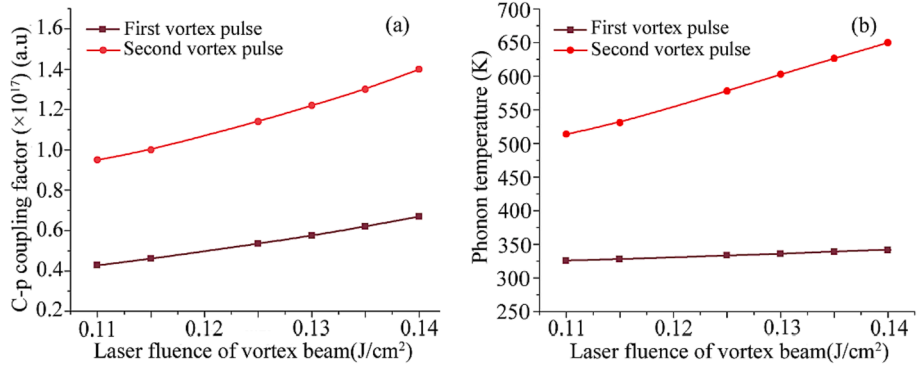 (a)
First vortex pulse
Second vortex pulse
C-p coupling factor (×10¹⁷) (a.u)
1.6
1.4
1.2
1.0
0.8
0.6
0.4
0.2
0.11
0.12
0.13
0.14
Laser fluence of vortex beam(J/cm²)
(b)
First vortex pulse
Second vortex pulse
Phonon temperature (K)
700
650
600
550
500
450
400
350
300
250
0.11
0.12
0.13
0.14
Laser fluence of vortex beam(J/cm²)